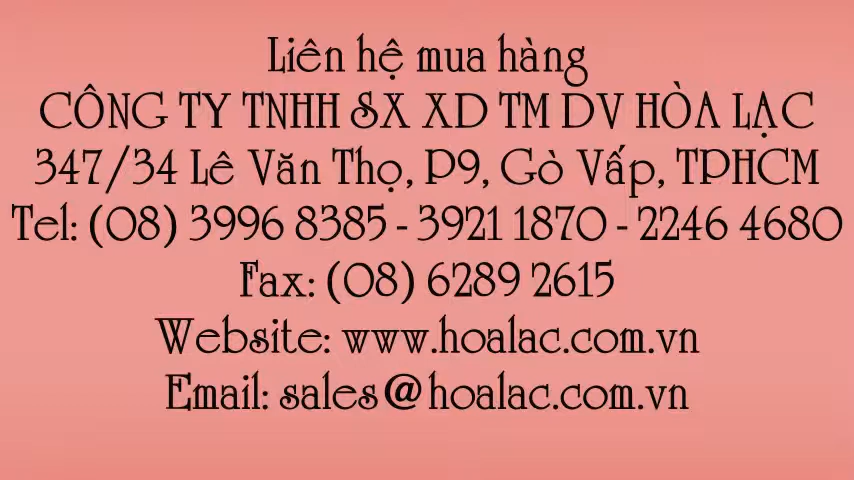 Liên hệ mua hàng
CÔNG TY TNHH SX XD TM DV HÒA LẠC
347/34 Lê Văn Thọ, P9, Gò Vấp, TPHCM
Tel: (08) 3996 8385 - 3921 1870 - 2246 4680
Fax: (08) 6289 2615
Website: www.hoalac.com.vn
Email: sales@hoalac.com.vn